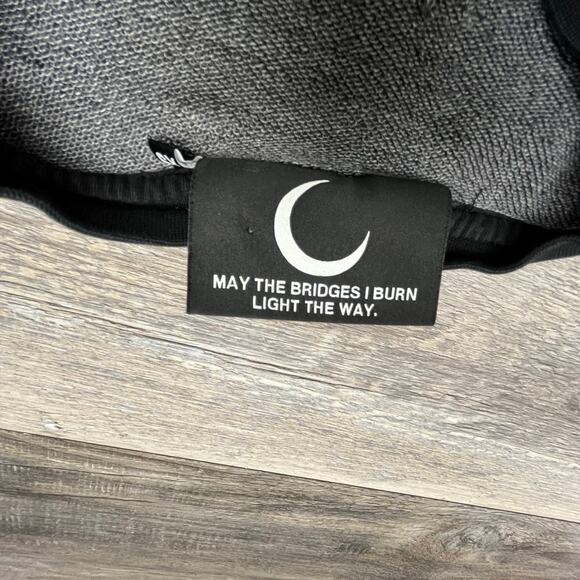 MAY THE BRIDGES I BURN
LIGHT THE WAY.